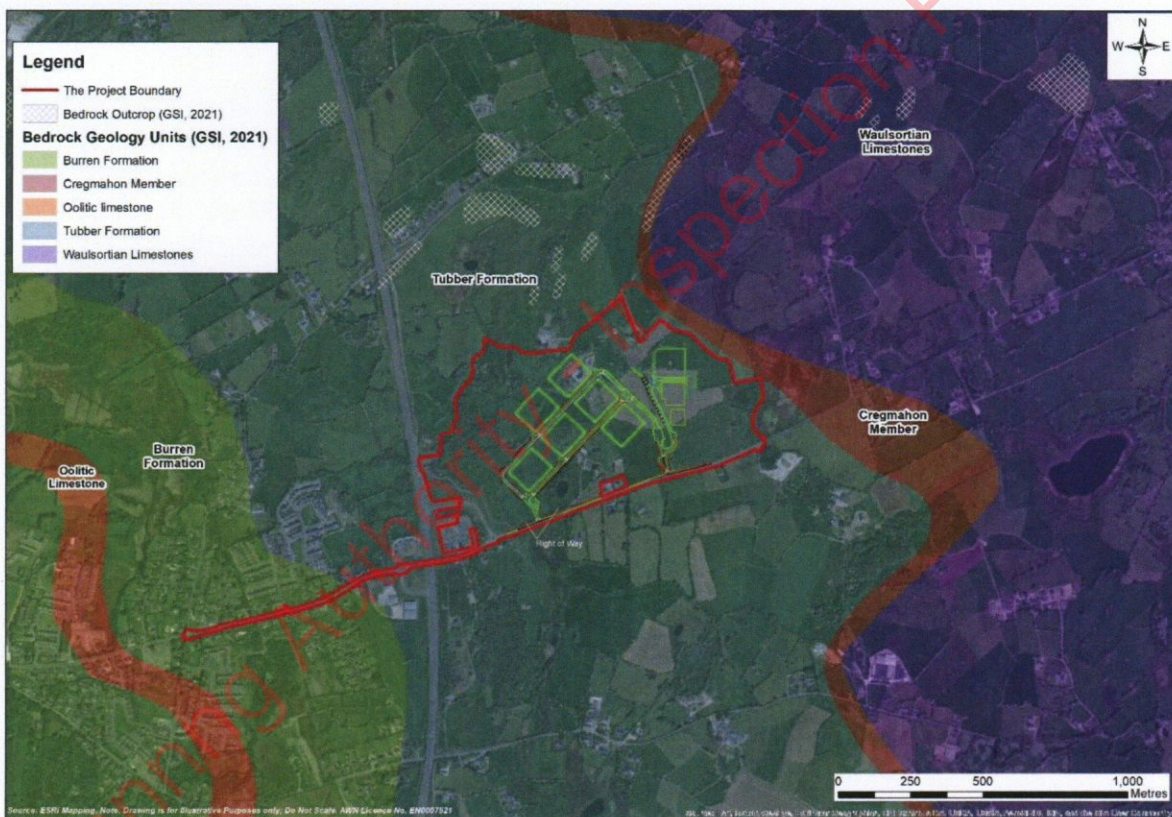 Legend
The Project Boundary
Bedrock Outcrop (GSI, 2021)
Bedrock Geology Units (GSI, 2021)
Burren Formation
Cregmahon Member
Oolitic limestone
Tubber Formation
Waulsortian Limestones
N
W E
S
Waulsortian
Limestones
Tubber Formation
Cregmahon
Member
Burren
Formation
Oolitic
Limestone
Right of Way
Authority - Inspection
0 250 500 1,000
Metres
Source: ESRI Mapping. Note. Drawing is for Illustrative Purposes only; Do Not Scale. AWN Licence No. EN0067521